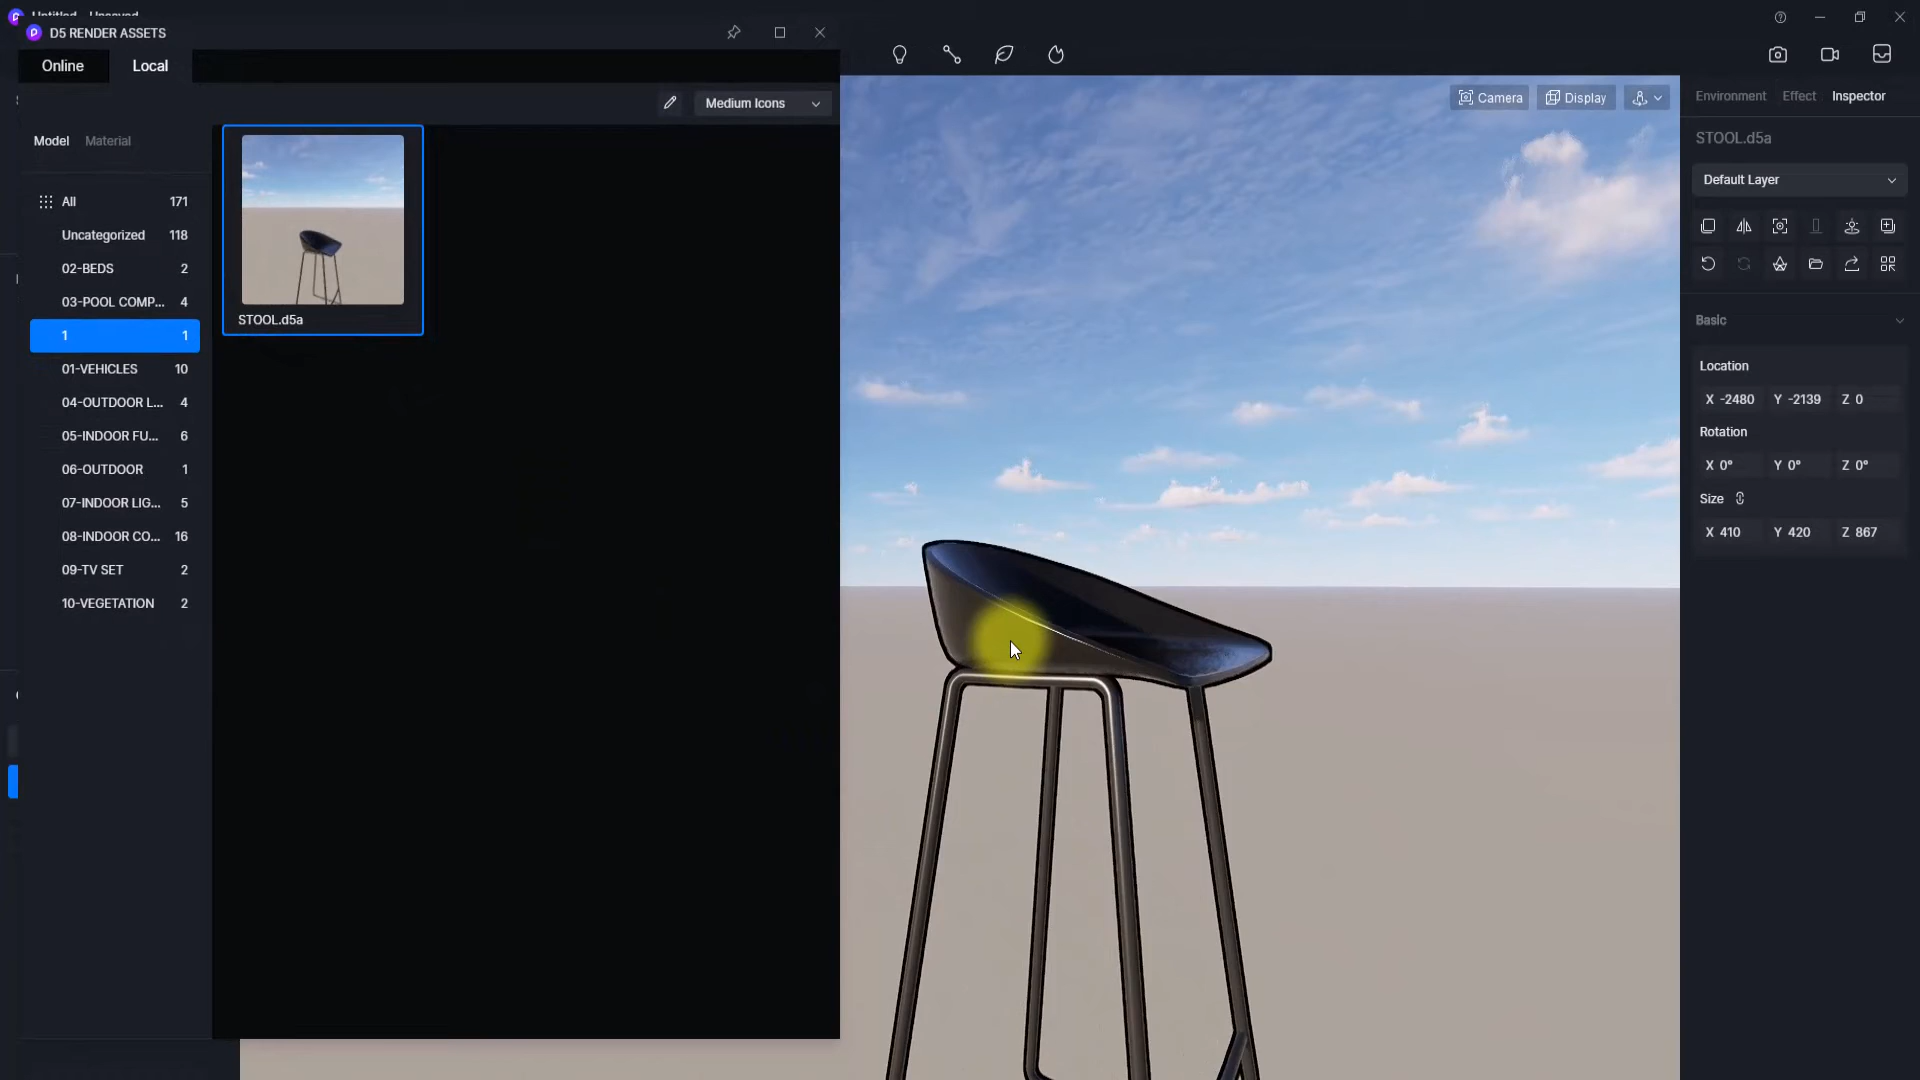 Untitled - Unsaved
D5 RENDER ASSETS
Online Local
Medium Icons
Model Material
All 171
Uncategorized 118
02-BEDS 2
03-POOL COMP... 4
1 1
01-VEHICLES 10
04-OUTDOOR L... 4
05-INDOOR FU... 6
06-OUTDOOR 1
07-INDOOR LIG... 5
08-INDOOR CO... 16
09-TV SET 2
10-VEGETATION 2
STOOL.d5a
Camera Display
Environment Effect Inspector
STOOL.d5a
Default Layer
Basic
Location
X -2480 Y -2139 Z 0
Rotation
X 0° Y 0° Z 0°
Size
X 410 Y 420 Z 867